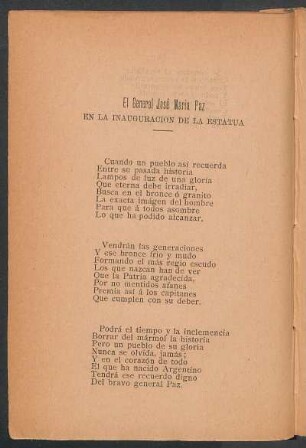 El General José María Paz
EN LA INAUGURACION DE LA ESTATUA
Cuando un pueblo así recuerda
Entre su pasada historia
Lampos de luz de una gloria
Que eterna debe irradiar,
Busca en el bronce ó granito
La exacta imágen del hombre
Para que á todos asombre
Lo que ha podido alcanzar.
Vendrán las generaciones
Y ese bronce frio y mudo
Formando el más regio escudo
Los que nazcan han de ver
Que la Patria agradecida,
Por no mentidos afanes
Premia así á los capitanes
Que cumplen con su deber.
Podrá el tiempo y la inclemencia
Borrar del mármol la historia
Pero un pueblo de su gloria
Nunca se olvida, jamás;
Y en el corazón de todo
El que ha nacido Argentino
Tendrá ese recuerdo digno
Del bravo general Paz.